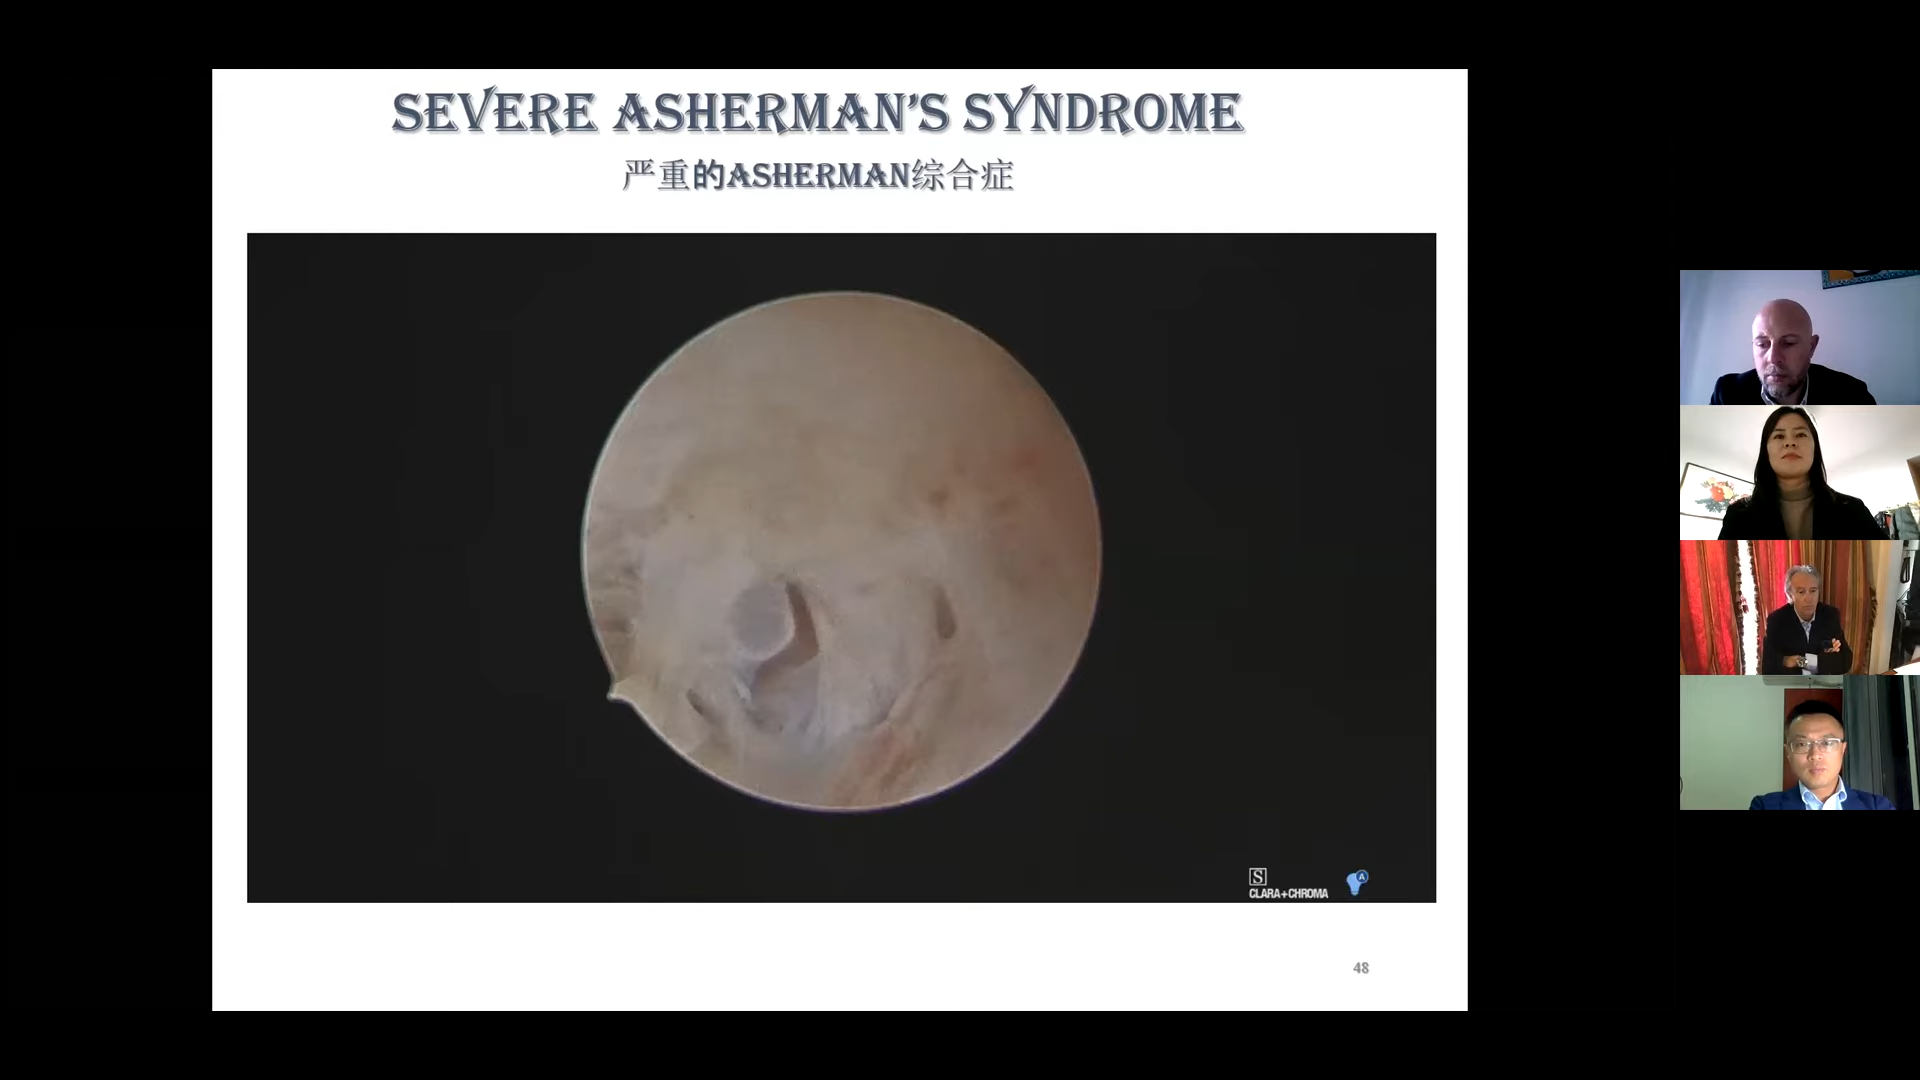 SEVERE ASHERMAN'S SYNDROME
严重的ASHERMAN综合症
S
CLARA+CHROMA
A
48